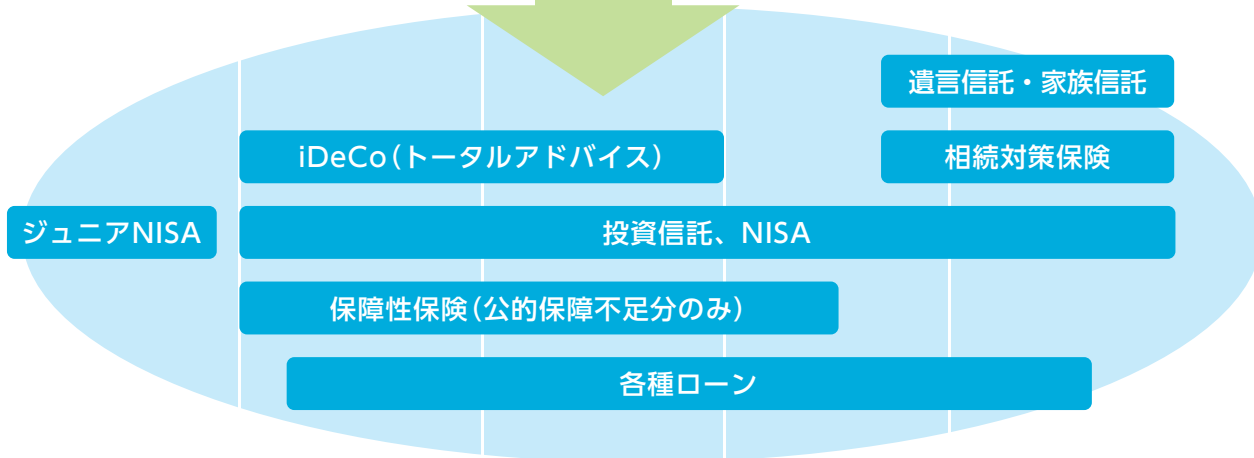 遺言信託・家族信託
iDeCo(トータルアドバイス)
相続対策保険
ジュニアNISA
投資信託、NISA
保障性保険(公的保障不足分のみ)
各種ローン